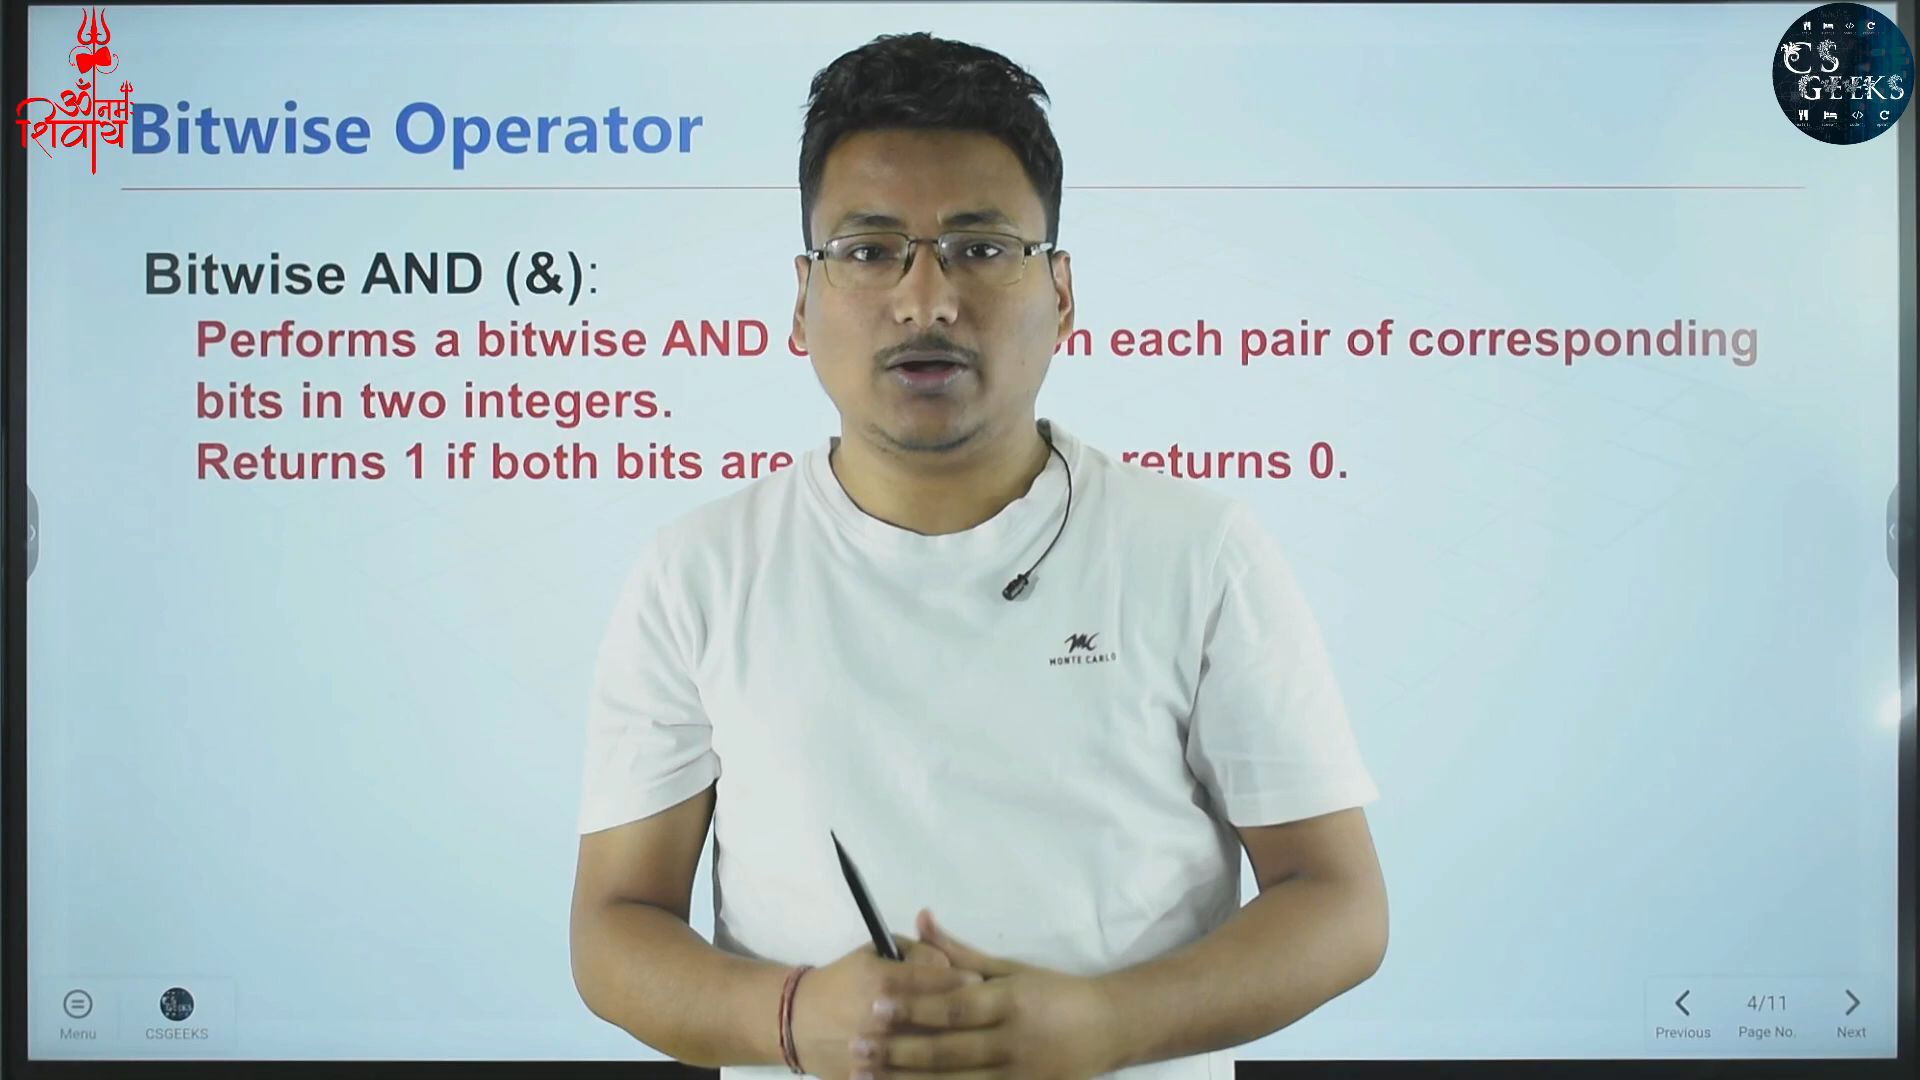 ॐ नमः
शिवाय
CS
GEEKS
Bitwise Operator
Bitwise AND (&):
Performs a bitwise AND n each pair of corresponding
bits in two integers.
Returns 1 if both bits are returns 0.
MONTE CARLO
Menu
CSGEEKS
4/11
Previous Page No. Next